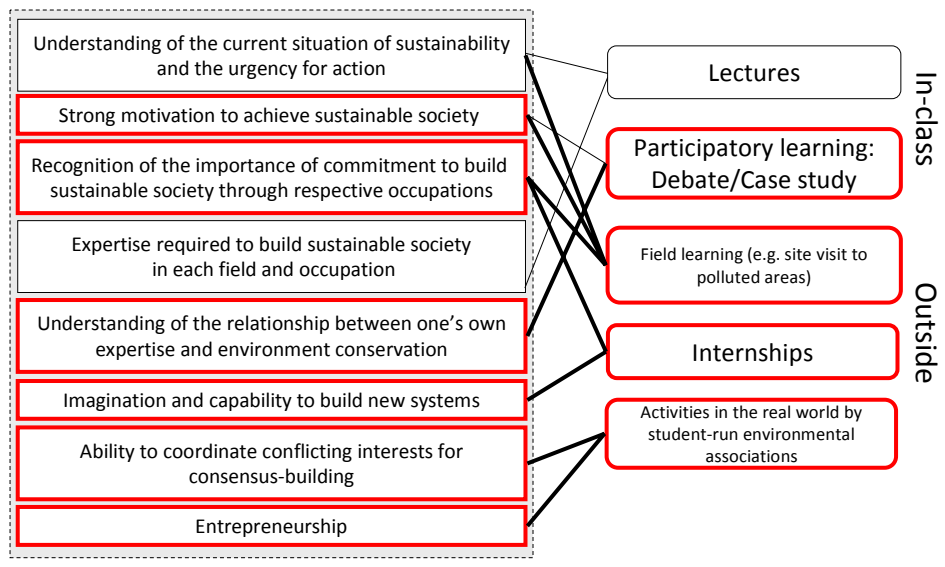 Understanding of the current situation of sustainability
and the urgency for action
Strong motivation to achieve sustainable society
Recognition of the importance of commitment to build
sustainable society through respective occupations
Expertise required to build sustainable society
in each field and occupation
Understanding of the relationship between one’s own
expertise and environment conservation
Imagination and capability to build new systems
Ability to coordinate conflicting interests for
consensus-building
Entrepreneurship
Lectures
Participatory learning:
Debate/Case study
Field learning (e.g. site visit to
polluted areas)
Internships
Activities in the real world by
student-run environmental
associations
In-class
Outside